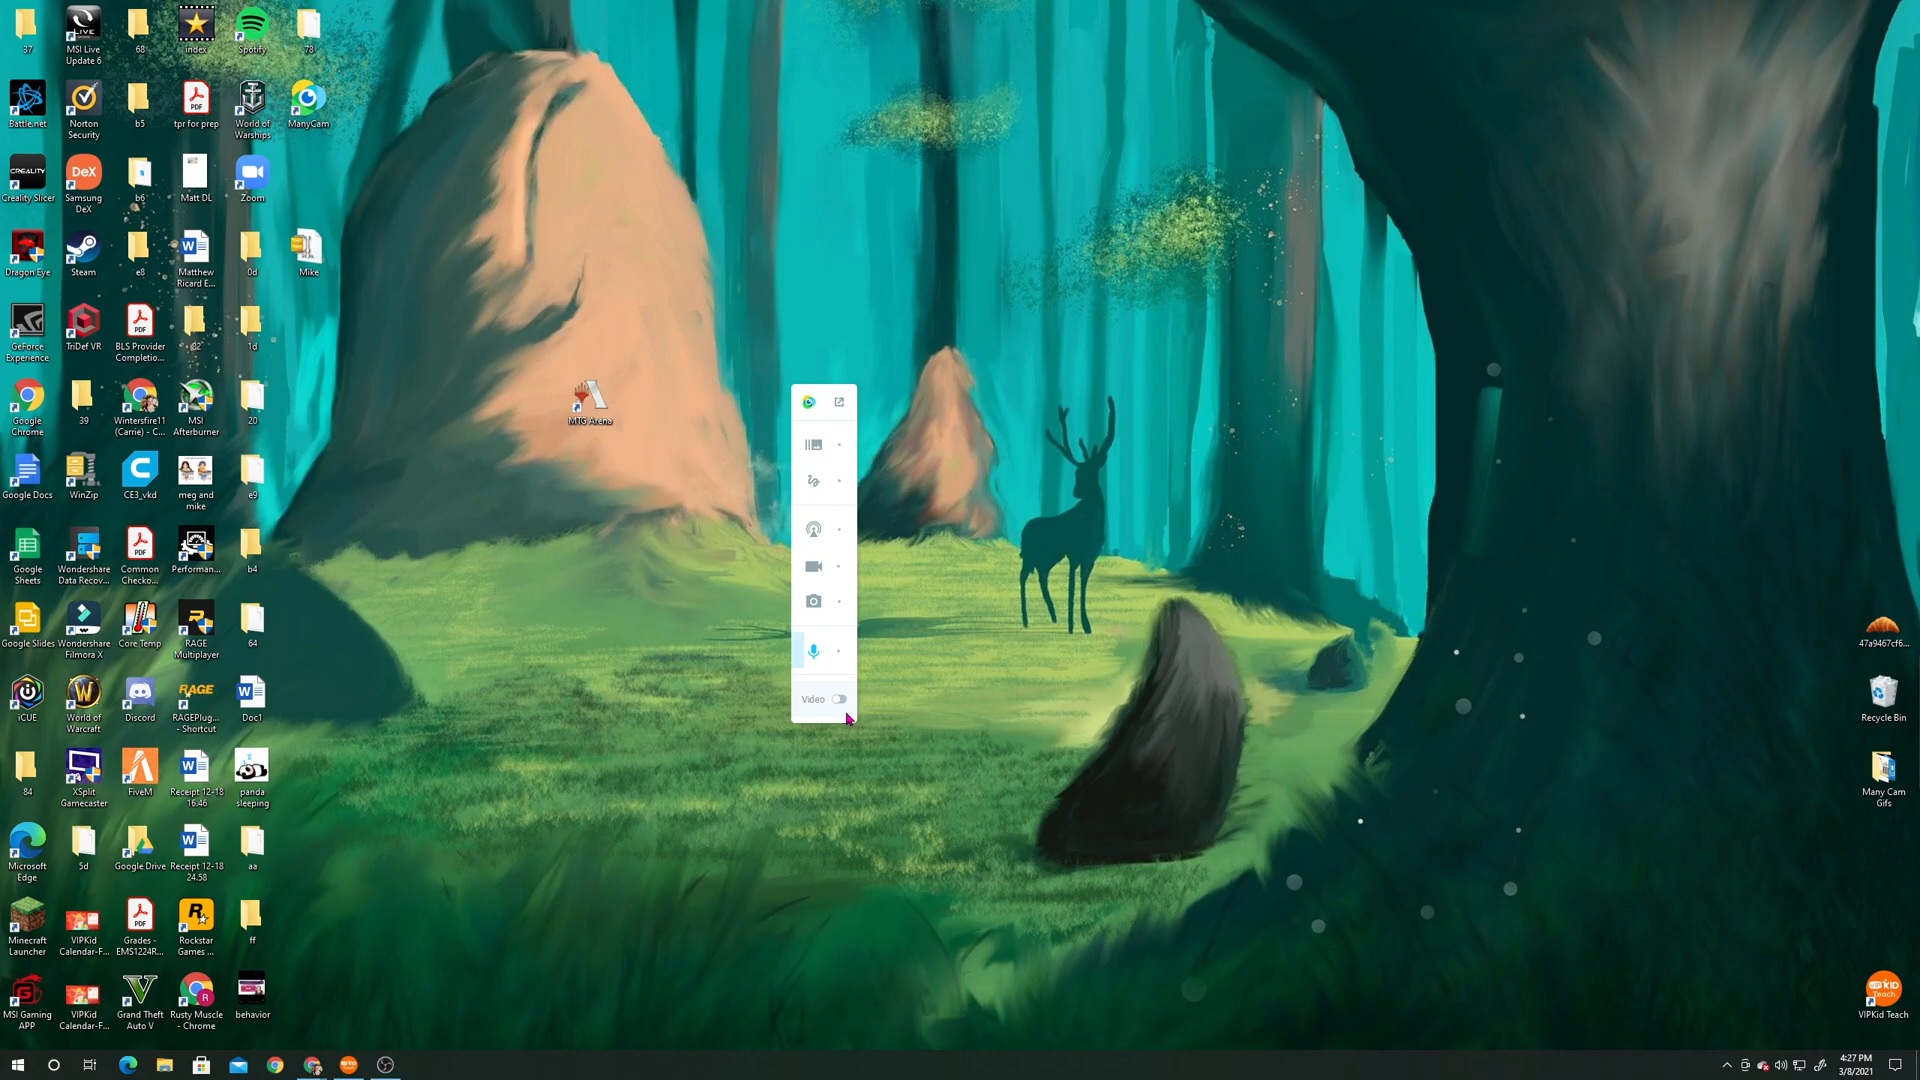 37
MSI Live
Update 6
68
index
Spotify
78
Battle.net
Norton
Security
b5
tpr for prep
World of
Warships
ManyCam
Creality Slicer
Samsung
DeX
b6
Matt DL
Zoom
Dragon Eye
Steam
e8
Matthew
Ricard E...
0d
Mike
GeForce
Experience
TriDef VR
BLS Provider
Completio...
32
1d
Google
Chrome
39
Wintersfire11
(Carrie) - C...
MSI
Afterburner
20
MTG Arena
Google Docs
WinZip
CE3_vkd
meg and
mike
e9
Google
Sheets
Wondershare
Data Recov...
Common
Checko...
Performan...
b4
Google Slides
Wondershare
Filmora X
Core Temp
RAGE
Multiplayer
64
iCUE
World of
Warcraft
Discord
RAGEPlug...
- Shortcut
Doc1
84
XSplit
Gamecaster
FiveM
Receipt 12-18
16.46
panda
sleeping
Microsoft
Edge
5d
Google Drive
Receipt 12-18
24.58
aa
Minecraft
Launcher
VIPKid
Calendar-F...
Grades -
EMS1224R...
Rockstar
Games ...
ff
MSI Gaming
APP
VIPKid
Calendar-F...
Grand Theft
Auto V
Rusty Muscle
- Chrome
behavior
Video
47a9467cf6...
Recycle Bin
Many Cam
Gifs
VIPKid Teach
4:27 PM
3/8/2021